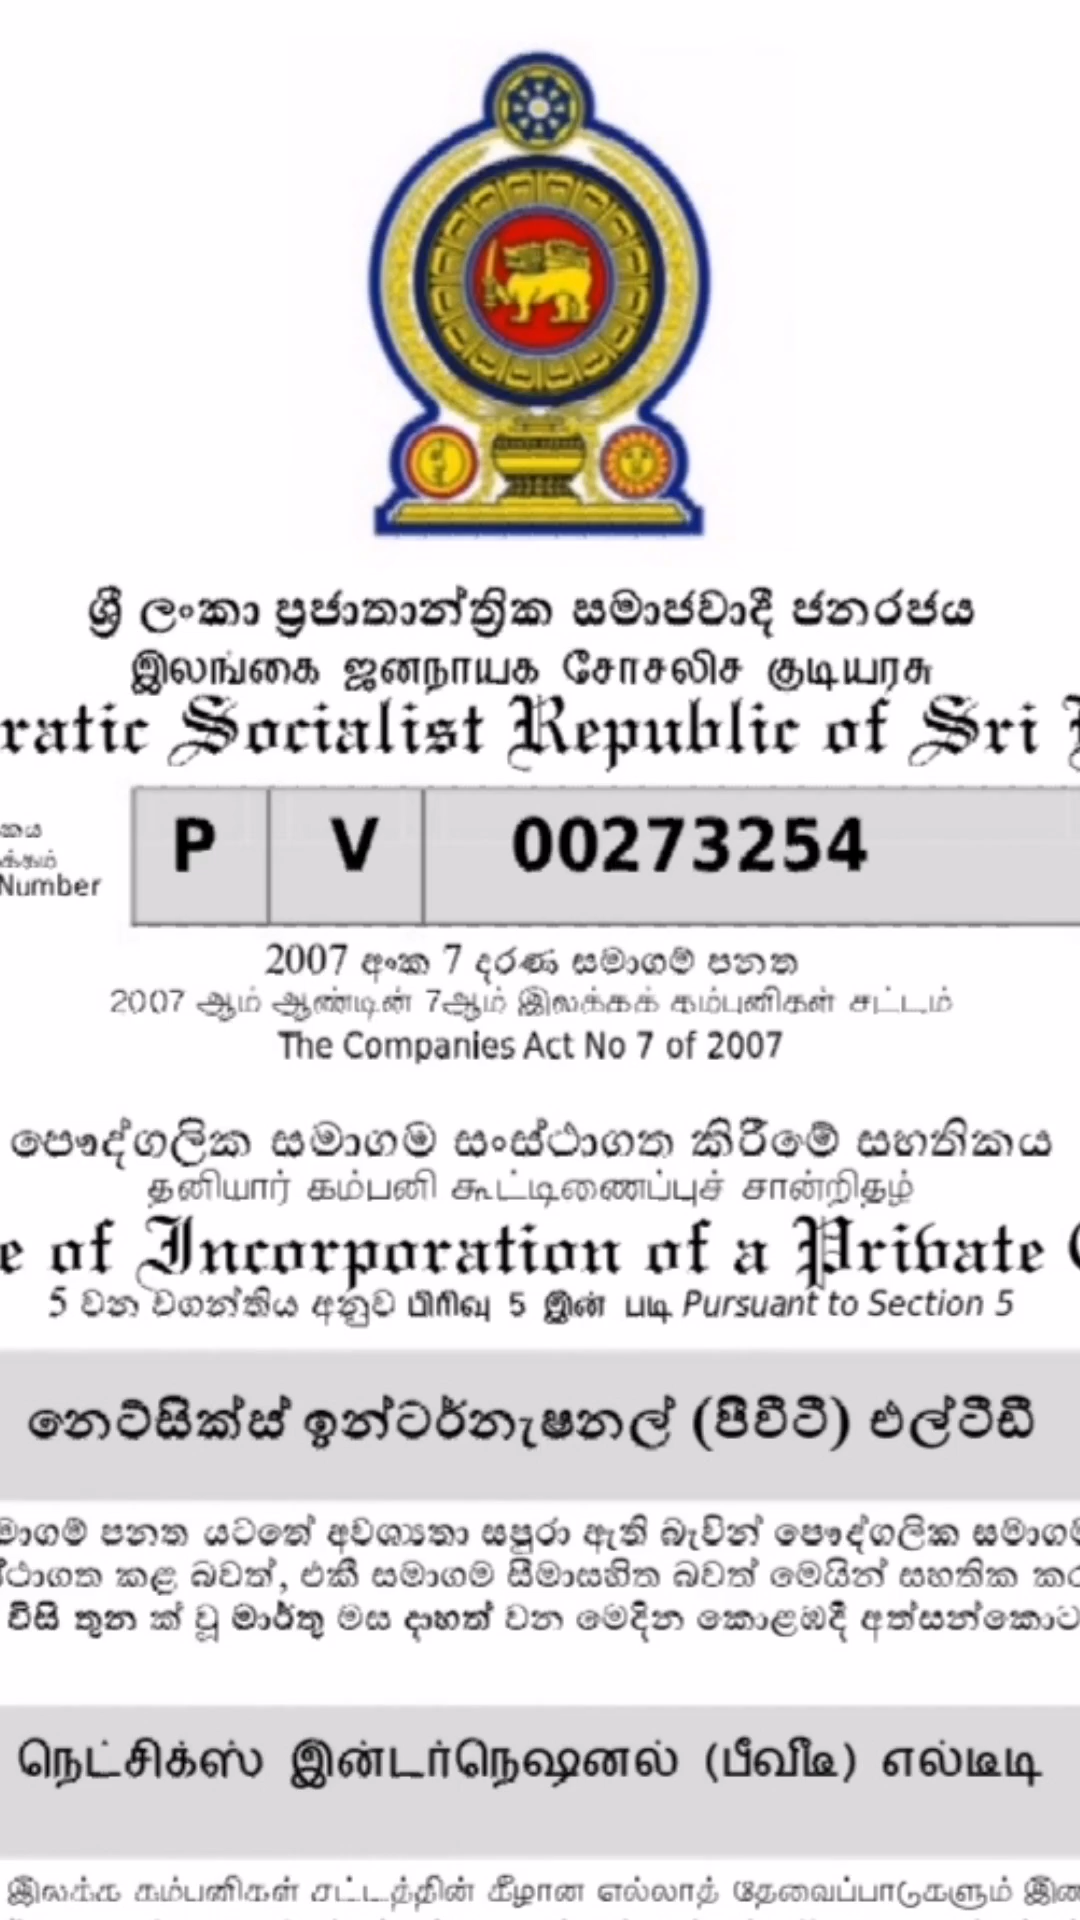 ශ්‍රී ලංකා ප්‍රජාතාන්ත්‍රික සමාජවාදී ජනරජය
இலங்கை ஜனநாயக சோசலிச குடியரசு
ratic Socialist Republic of Sri
කය
க்கம்
Number
P V 00273254
2007 අංක 7 දරණ සමාගම් පනත
2007 ஆம் ஆண்டின் 7ஆம் இலக்கக் கம்பனிகள் சட்டம்
The Companies Act No 7 of 2007
පෞද්ගලික සමාගම සංස්ථාගත කිරීමේ සහතිකය
தனியார் கம்பனி கூட்டிணைப்புச் சான்றிதழ்
e of Incorporation of a Private C
5 වන වගන්තිය අනුව பிரிவு 5 இன் படி Pursuant to Section 5
නෙට්සික්ස් ඉන්ටර්නැෂනල් (පීවීටී) එල්ටීඩී
මාගම් පනත යටතේ අවශ්‍යතා සපුරා ඇති බැවින් පෞද්ගලික සමාගම
ස්ථාගත කළ බවත්, එකී සමාගම සීමාසහිත බවත් මෙයින් සහතික කර
විසි තුන ක් වූ මාර්තු මස දාහත් වන මෙදින කොළඹදී අත්සන්කොට
நெட்சிக்ஸ் இன்டர்நெஷனல் (பீவீடீ) எல்டீடி
இலக்க கம்பனிகள் சட்டத்தின் கீழான எல்லாத் தேவைப்பாடுகளும் இண